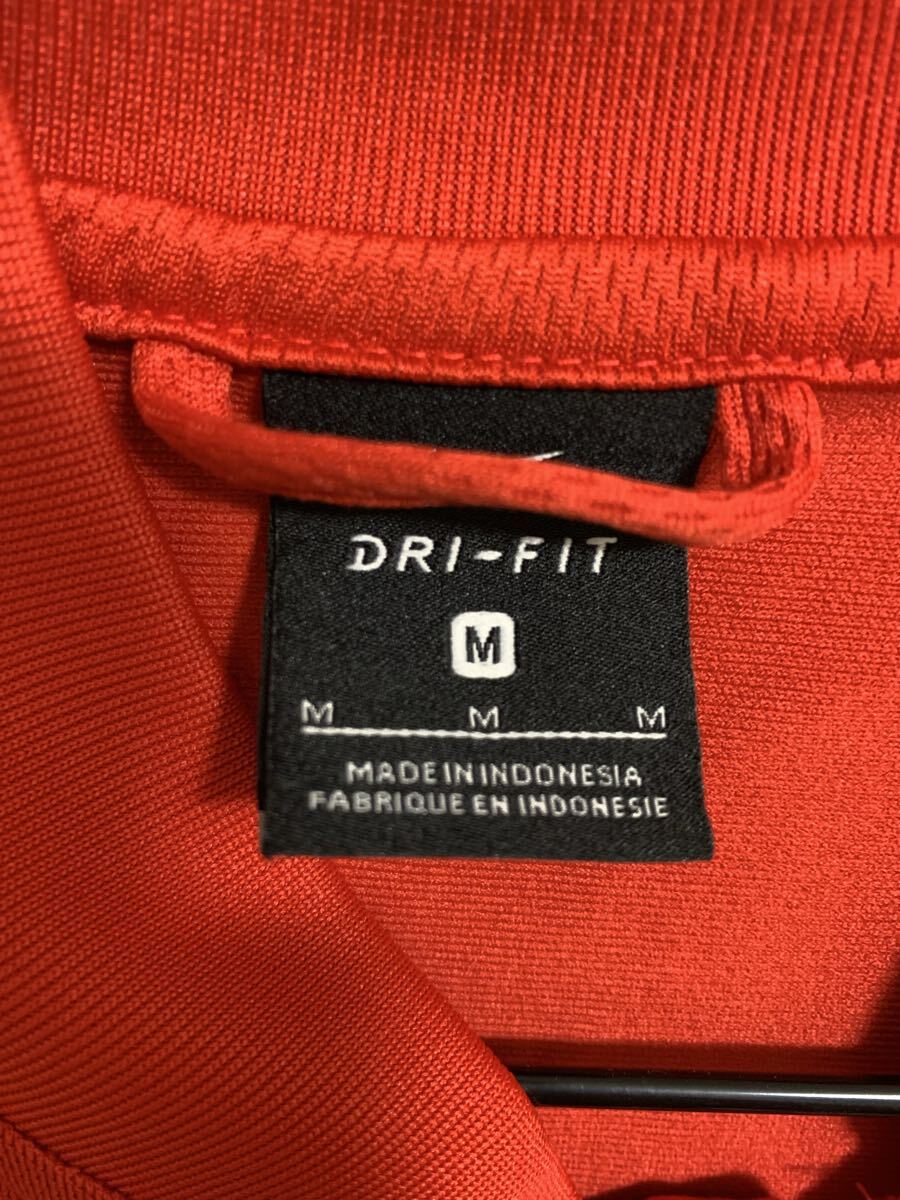 DRI-FIT
M
M M M
MADE IN INDONESIA
FABRIQUE EN INDONESIE